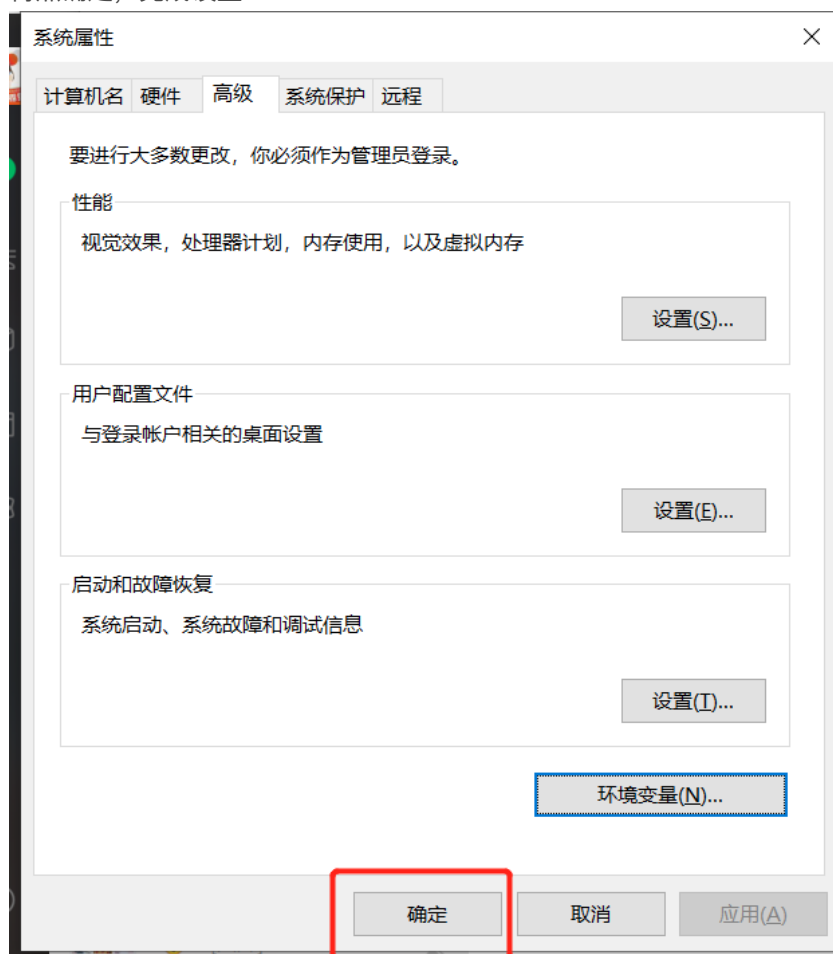 系统属性
计算机名 硬件 高级 系统保护 远程
要进行大多数更改，你必须作为管理员登录。
性能
视觉效果，处理器计划，内存使用，以及虚拟内存
设置(S)...
用户配置文件
与登录帐户相关的桌面设置
设置(E)...
启动和故障恢复
系统启动、系统故障和调试信息
设置(T)...
环境变量(N)...
确定 取消 应用(A)